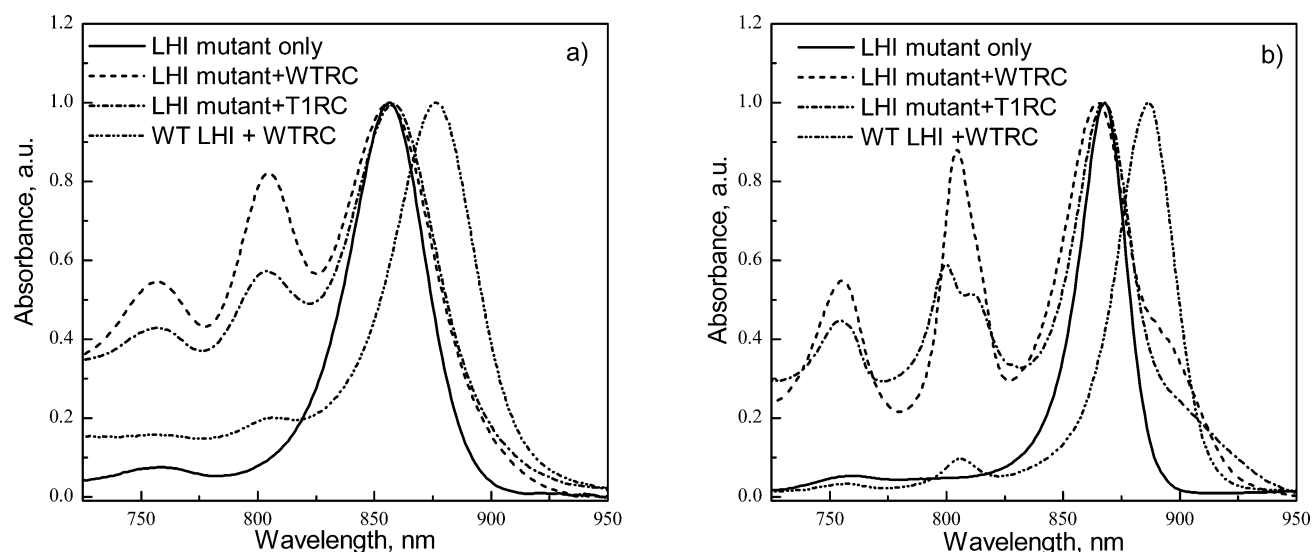 a)
LHI mutant only
LHI mutant+WTRC
LHI mutant+T1RC
WT LHI + WTRC
Absorbance, a.u.
1.2
1.0
0.8
0.6
0.4
0.2
0.0
750
800
850
900
950
Wavelength, nm
b)
LHI mutant only
LHI mutant+WTRC
LHI mutant+T1RC
WT LHI +WTRC
Absorbance, a.u.
1.2
1.0
0.8
0.6
0.4
0.2
0.0
750
800
850
900
950
Wavelength, nm